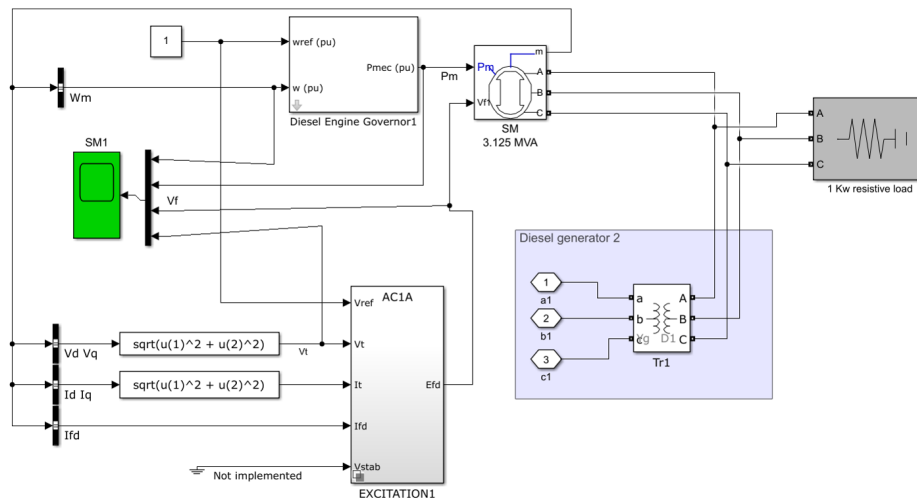 1
wref (pu)
Pmec (pu)
w (pu)
Diesel Engine Governor1
Wm
Pm
m
Pm
A
Vf1
B
C
SM
3.125 MVA
A
B
C
1 Kw resistive load
SM1
Vf
Diesel generator 2
1
a1
2
b1
3
c1
a
A
b
B
c
C
Yg
D1
Tr1
AC1A
Vref
Vt
It
Ifd
Vstab
Efd
EXCITATION1
Vd Vq
sqrt(u(1)^2 + u(2)^2)
Vt
Id Iq
sqrt(u(1)^2 + u(2)^2)
Ifd
Not implemented